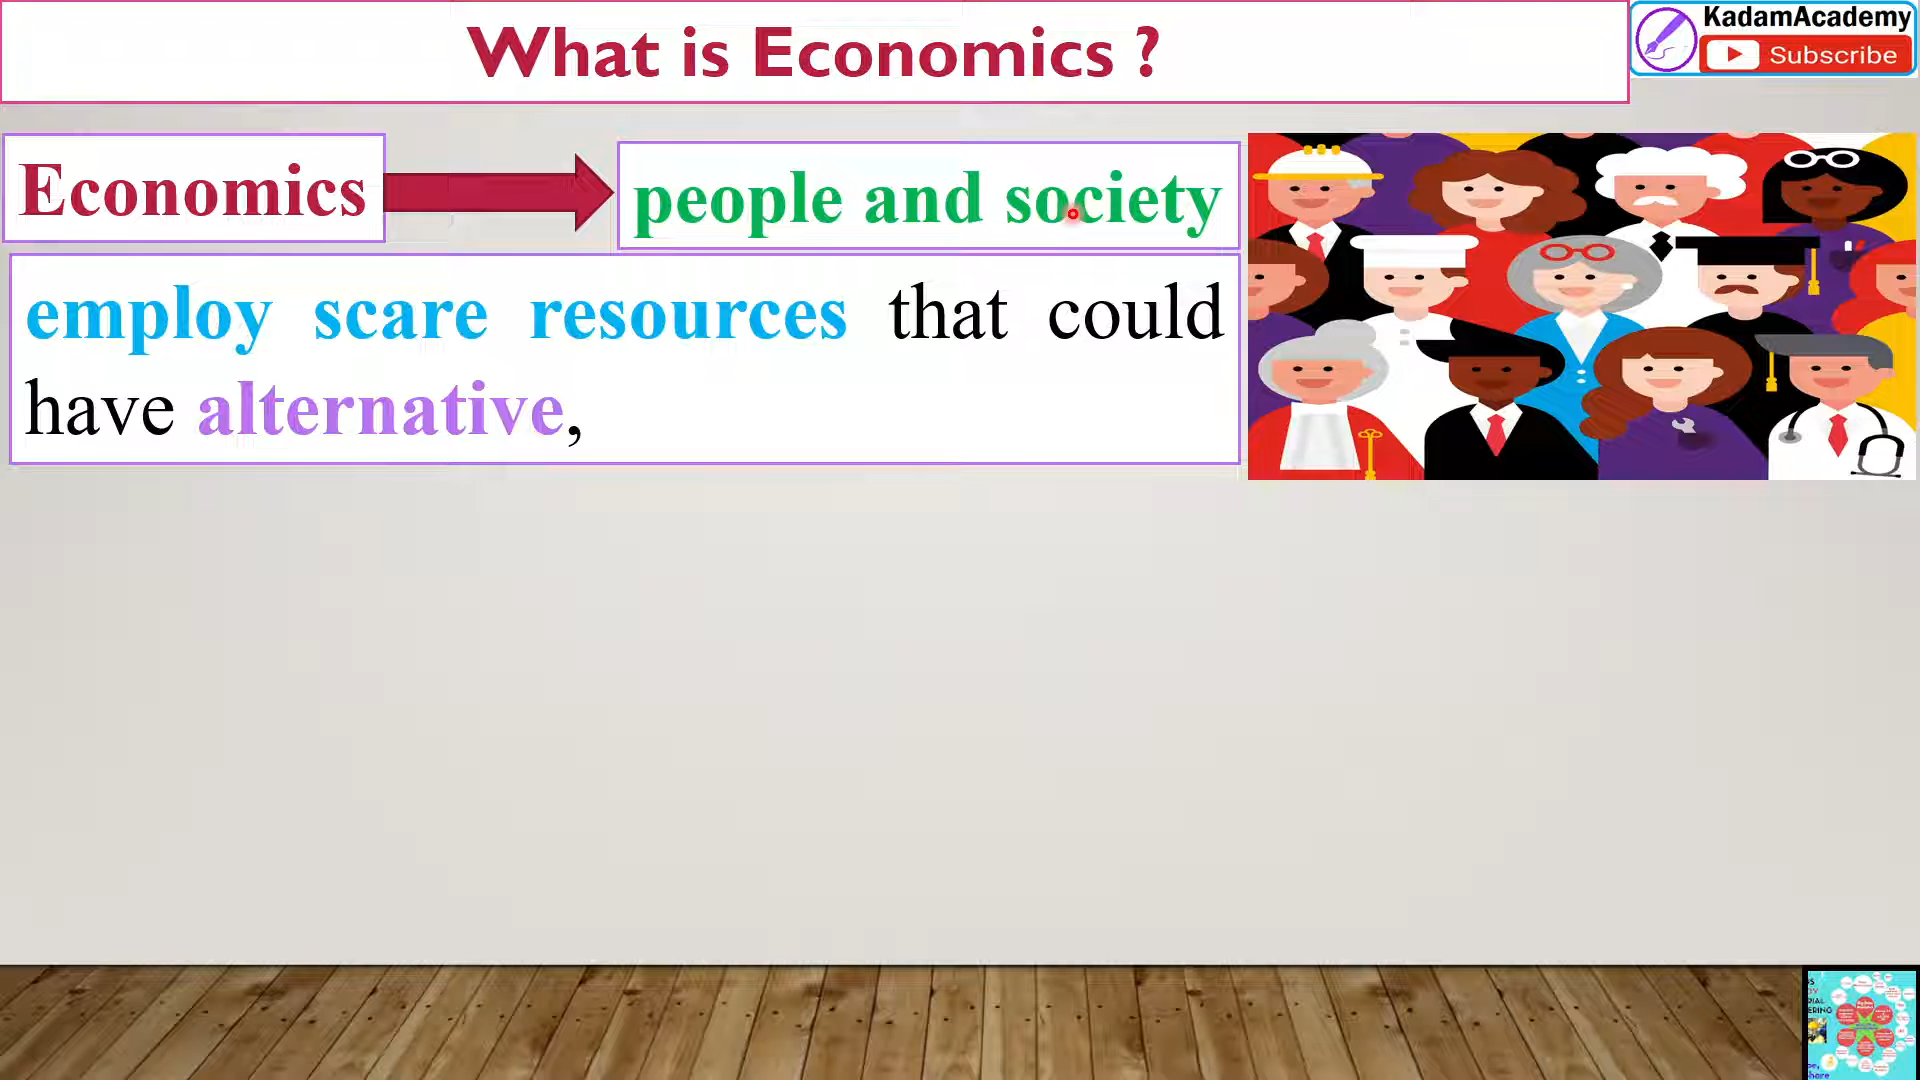 What is Economics ?
KadamAcademy
Subscribe
Economics
people and society
employ scare resources that could
have alternative,